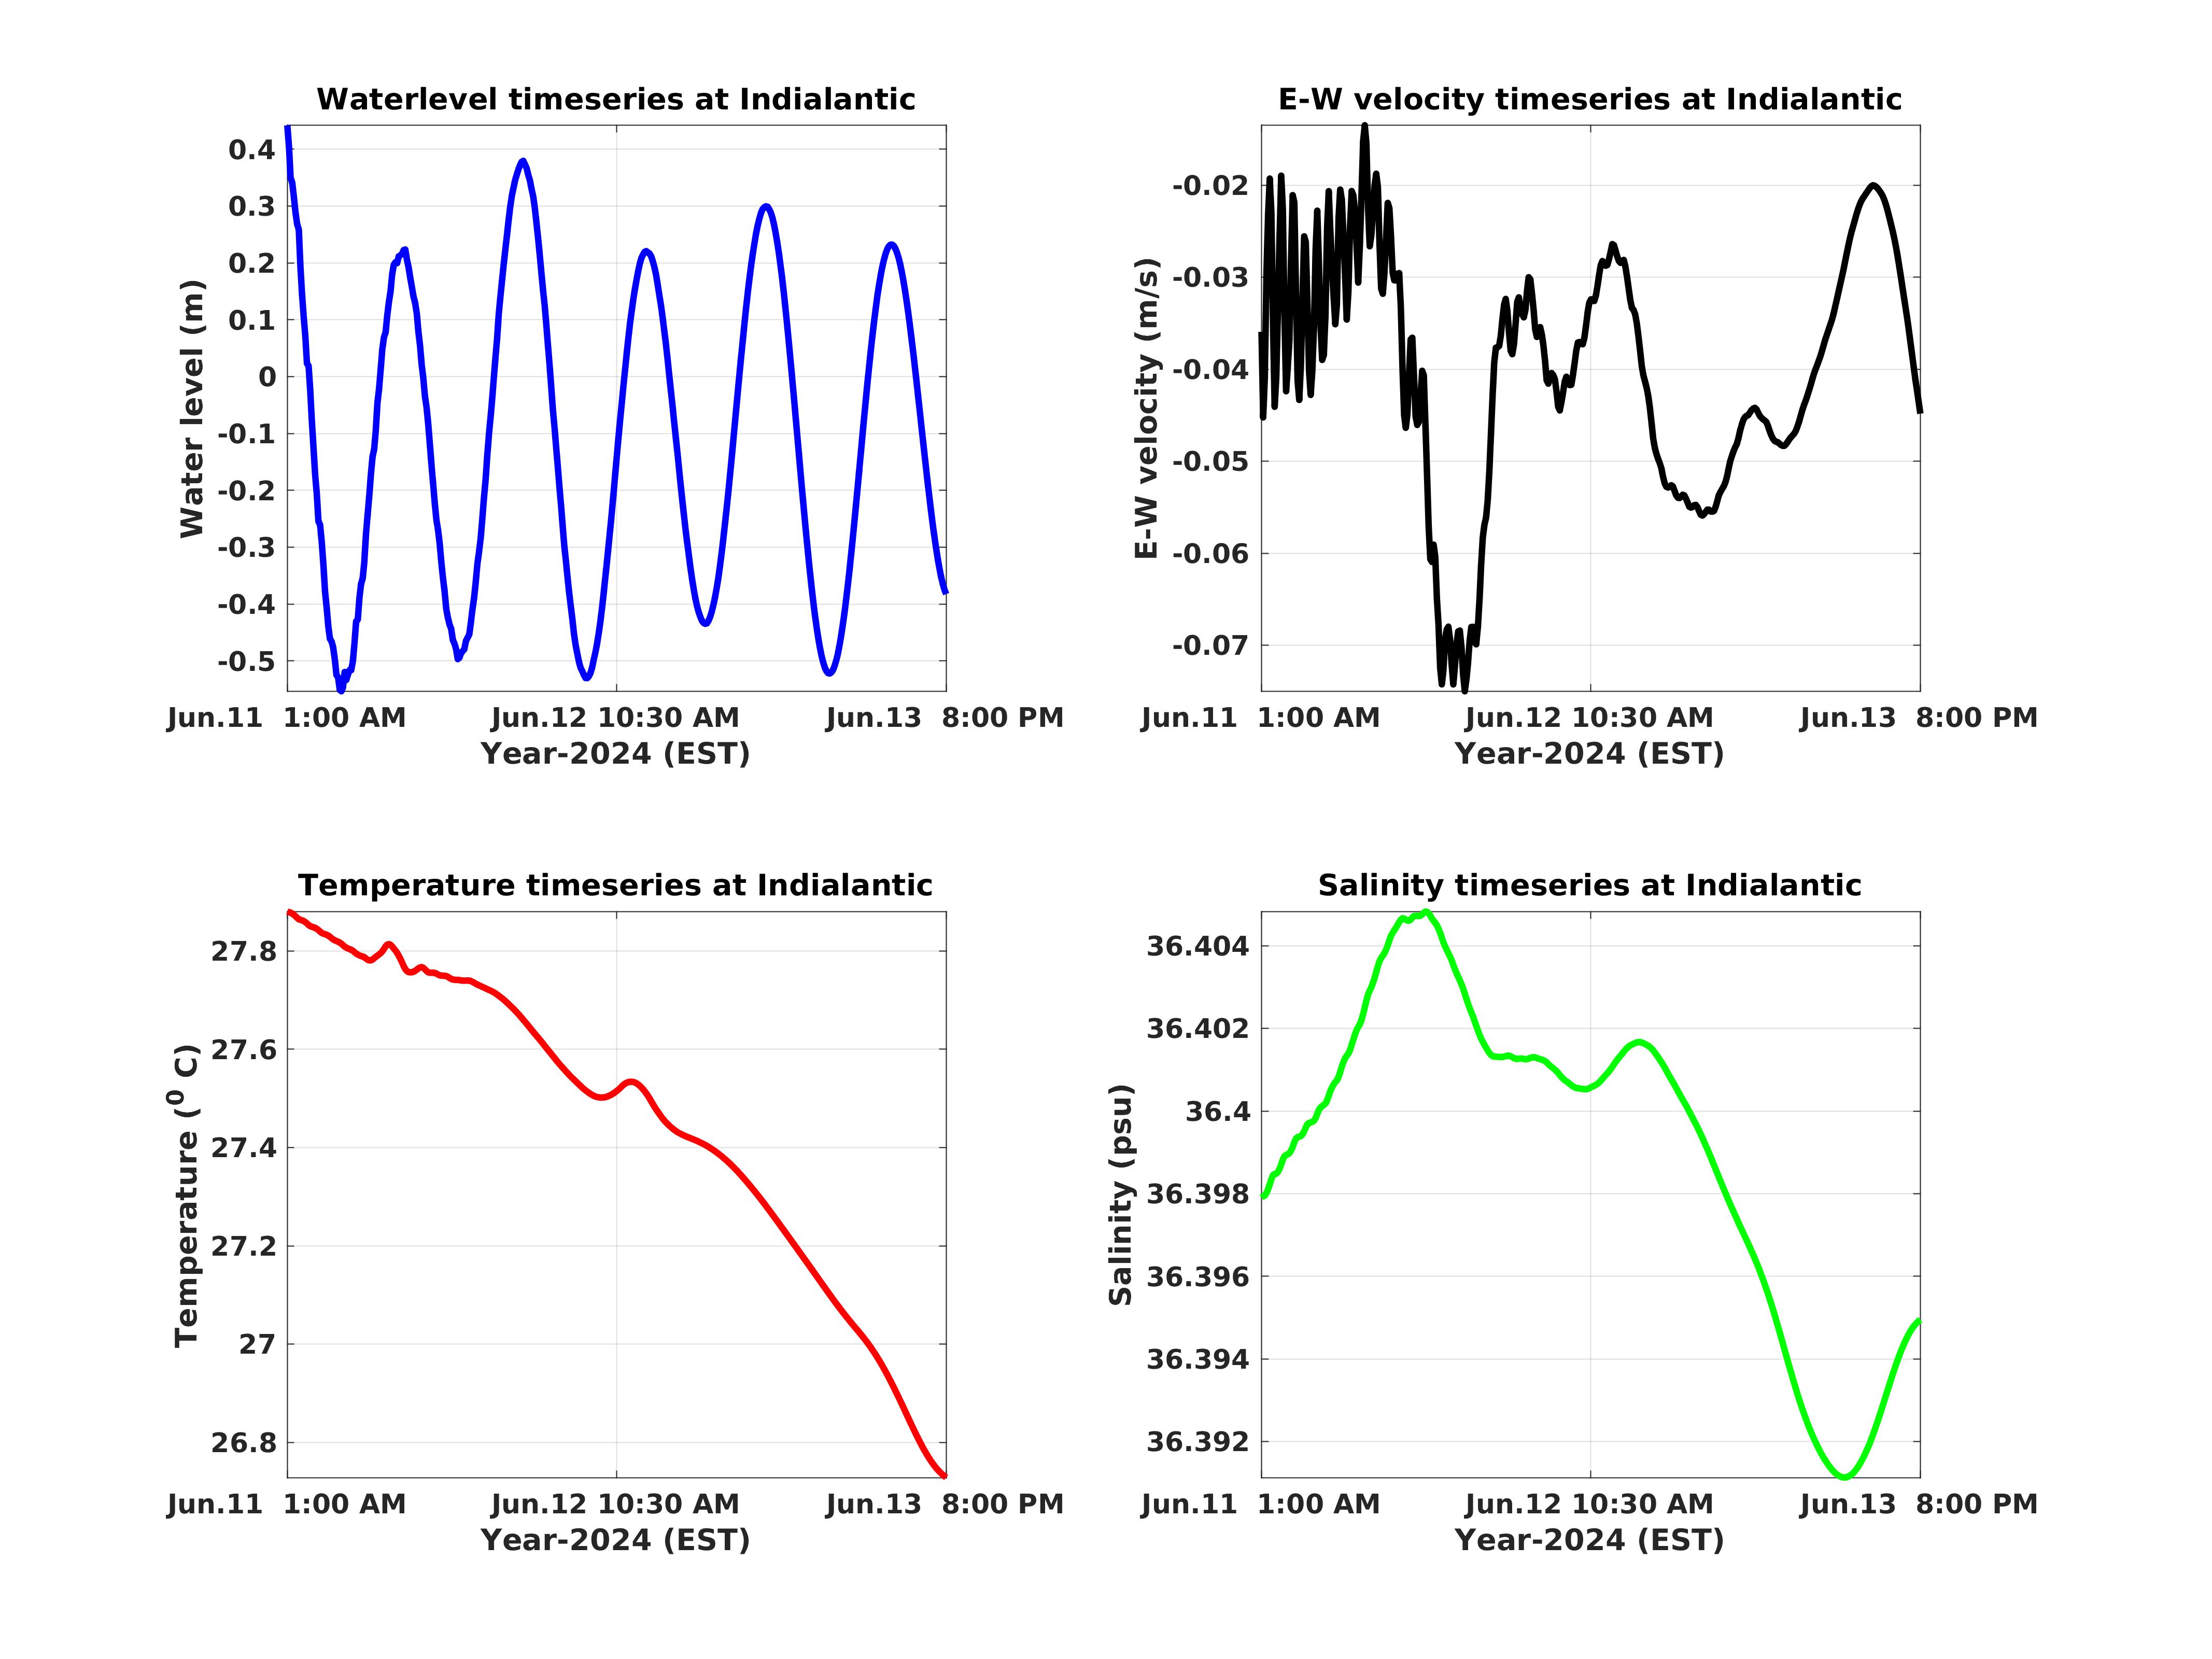 Waterlevel timeseries at Indialantic
0.4
0.3
0.2
0.1
0
-0.1
-0.2
-0.3
-0.4
-0.5
Water level (m)
Jun.11 1:00 AM
Jun.12 10:30 AM
Jun.13 8:00 PM
Year-2024 (EST)
E-W velocity timeseries at Indialantic
-0.02
-0.03
-0.04
-0.05
-0.06
-0.07
E-W velocity (m/s)
Jun.11 1:00 AM
Jun.12 10:30 AM
Jun.13 8:00 PM
Year-2024 (EST)
Temperature timeseries at Indialantic
27.8
27.6
27.4
27.2
27
26.8
Temperature (⁰ C)
Jun.11 1:00 AM
Jun.12 10:30 AM
Jun.13 8:00 PM
Year-2024 (EST)
Salinity timeseries at Indialantic
36.404
36.402
36.4
36.398
36.396
36.394
36.392
Salinity (psu)
Jun.11 1:00 AM
Jun.12 10:30 AM
Jun.13 8:00 PM
Year-2024 (EST)